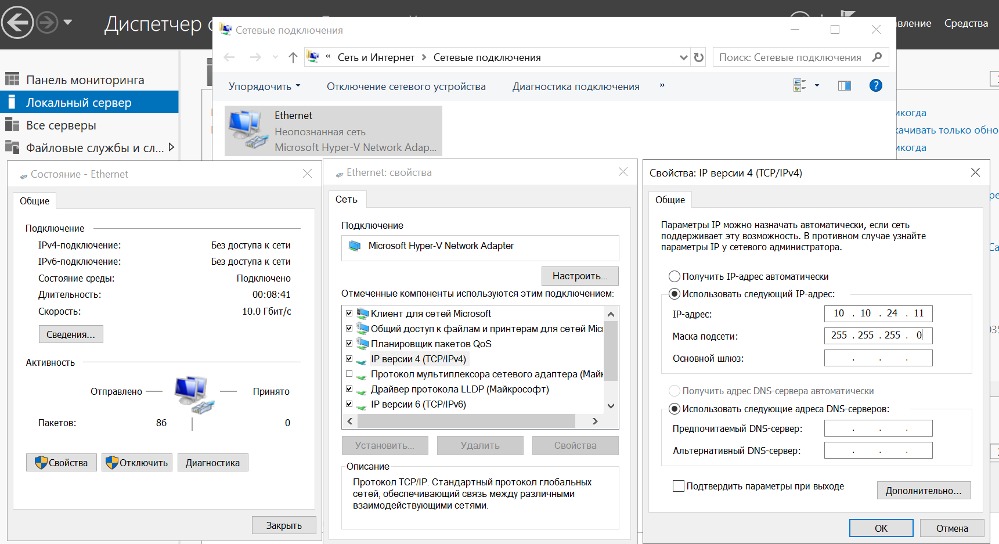 Диспетчер
авление
Средства
Сетевые подключения
« Сеть и Интернет > Сетевые подключения
Поиск: Сетевые подключения
Упорядочить
Отключение сетевого устройства
Диагностика подключения
»
?
Панель мониторинга
Локальный сервер
Все серверы
Файловые службы и сл...
Ethernet
Неопознанная сеть
Microsoft Hyper-V Network Adap...
икогда
качивать только обно
икогда
Состояние - Ethernet
Общие
Подключение
IPv4-подключение: Без доступа к сети
IPv6-подключение: Без доступа к сети
Состояние среды: Подключено
Длительность: 00:08:41
Скорость: 10.0 Гбит/с
Сведения...
Активность
Отправлено — — Принято
Пакетов: 86 | 0
Свойства
Отключить
Диагностика
Закрыть
Ethernet: свойства
Сеть
Подключение
Microsoft Hyper-V Network Adapter
Настроить...
Отмеченные компоненты используются этим подключением:
Клиент для сетей Microsoft
Общий доступ к файлам и принтерам для сетей Micr
Планировщик пакетов QoS
IP версии 4 (TCP/IPv4)
Протокол мультиплексора сетевого адаптера (Май
Драйвер протокола LLDP (Майкрософт)
IP версии 6 (TCP/IPv6)
Установить...
Удалить
Свойства
Описание
Протокол TCP/IP. Стандартный протокол глобальных
сетей, обеспечивающий связь между различными
взаимодействующими сетями.
Свойства: IP версии 4 (TCP/IPv4)
Общие
Параметры IP можно назначать автоматически, если сеть
поддерживает эту возможность. В противном случае узнайте
параметры IP у сетевого администратора.
Получить IP-адрес автоматически
Использовать следующий IP-адрес:
IP-адрес: 10 . 10 . 24 . 11
Маска подсети: 255 . 255 . 255 . 0
Основной шлюз: . . .
Получить адрес DNS-сервера автоматически
Использовать следующие адреса DNS-серверов:
Предпочитаемый DNS-сервер: . . .
Альтернативный DNS-сервер: . . .
Подтвердить параметры при выходе
Дополнительно...
ОК
Отмена